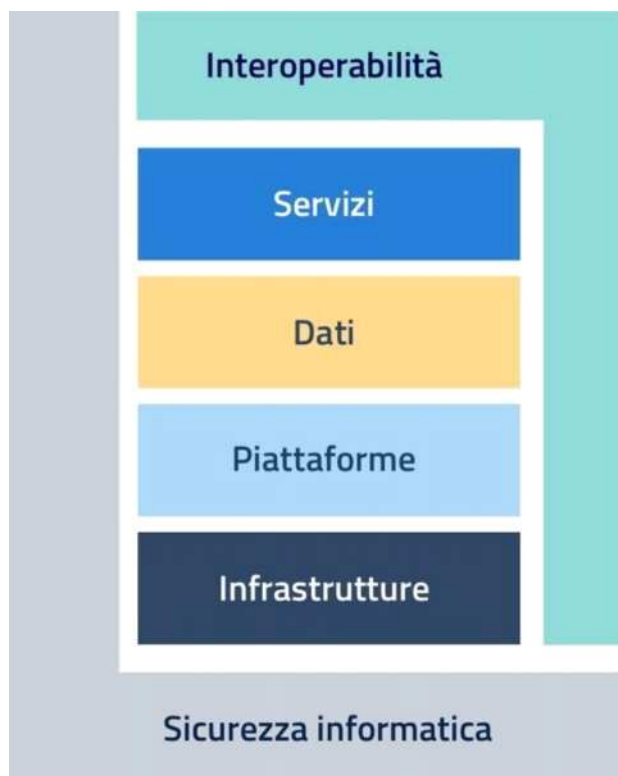 Interoperabilità
Servizi
Dati
Piattaforme
Infrastrutture
Sicurezza informatica